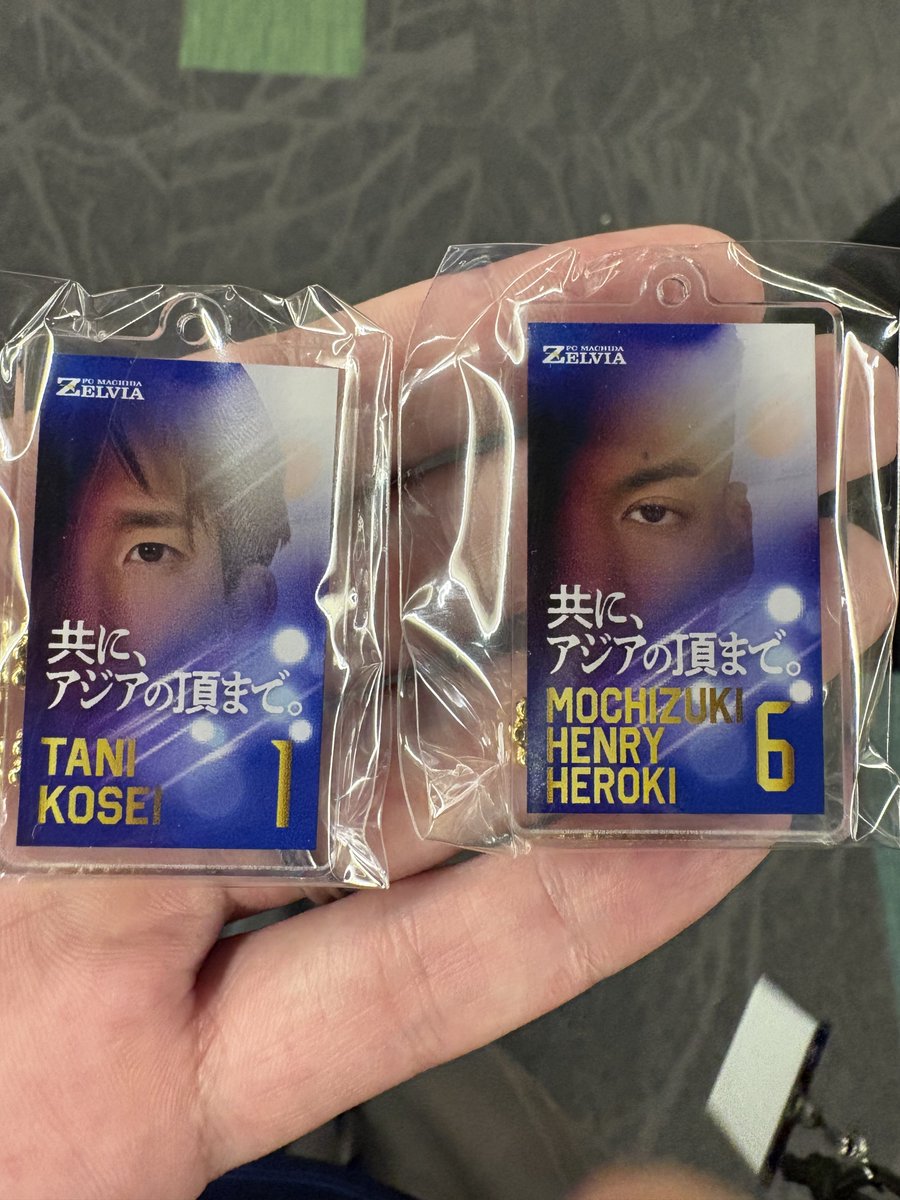 FC MACHIDA
ZELVIA
共に、
アジアの頂まで。
TANI
KOSEI
1
FC MACHIDA
ZELVIA
共に、
アジアの頂まで。
MOCHIZUKI
HENRY
HEROKI
6